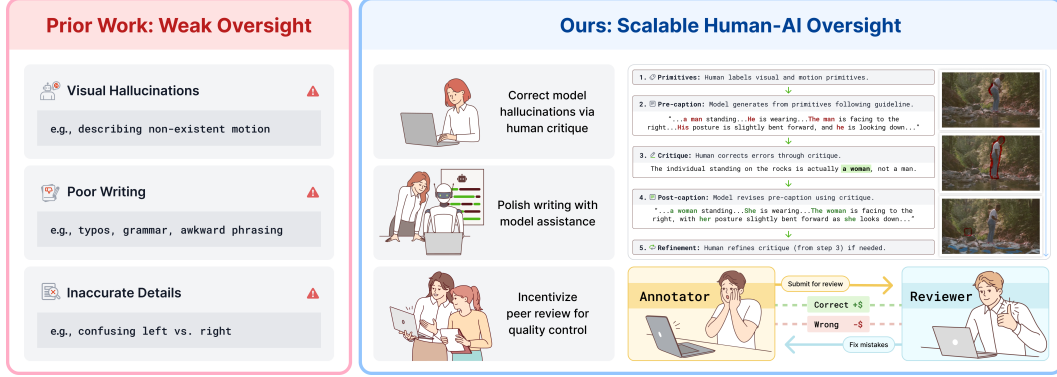 Prior Work: Weak Oversight
Visual Hallucinations
e.g., describing non-existent motion
Poor Writing
e.g., typos, grammar, awkward phrasing
Inaccurate Details
e.g., confusing left vs. right
Ours: Scalable Human-AI Oversight
Correct model
hallucinations via
human critique
Polish writing with
model assistance
Incentivize
peer review for
quality control
1. Primitives: Human labels visual and motion primitives.
2. Pre-caption: Model generates from primitives following guideline.
"...a man standing...He is wearing...The man is facing to the
right...His posture is slightly bent forward, and he is looking down..."
3. Critique: Human corrects errors through critique.
The individual standing on the rocks is actually a woman, not a man.
4. Post-caption: Model revises pre-caption using critique.
"...a woman standing...She is wearing...The woman is facing to the
right, with her posture slightly bent forward as she looks down..."
5. Refinement: Human refines critique (from step 3) if needed.
Annotator
Submit for review
Correct +$
Wrong -$
Fix mistakes
Reviewer